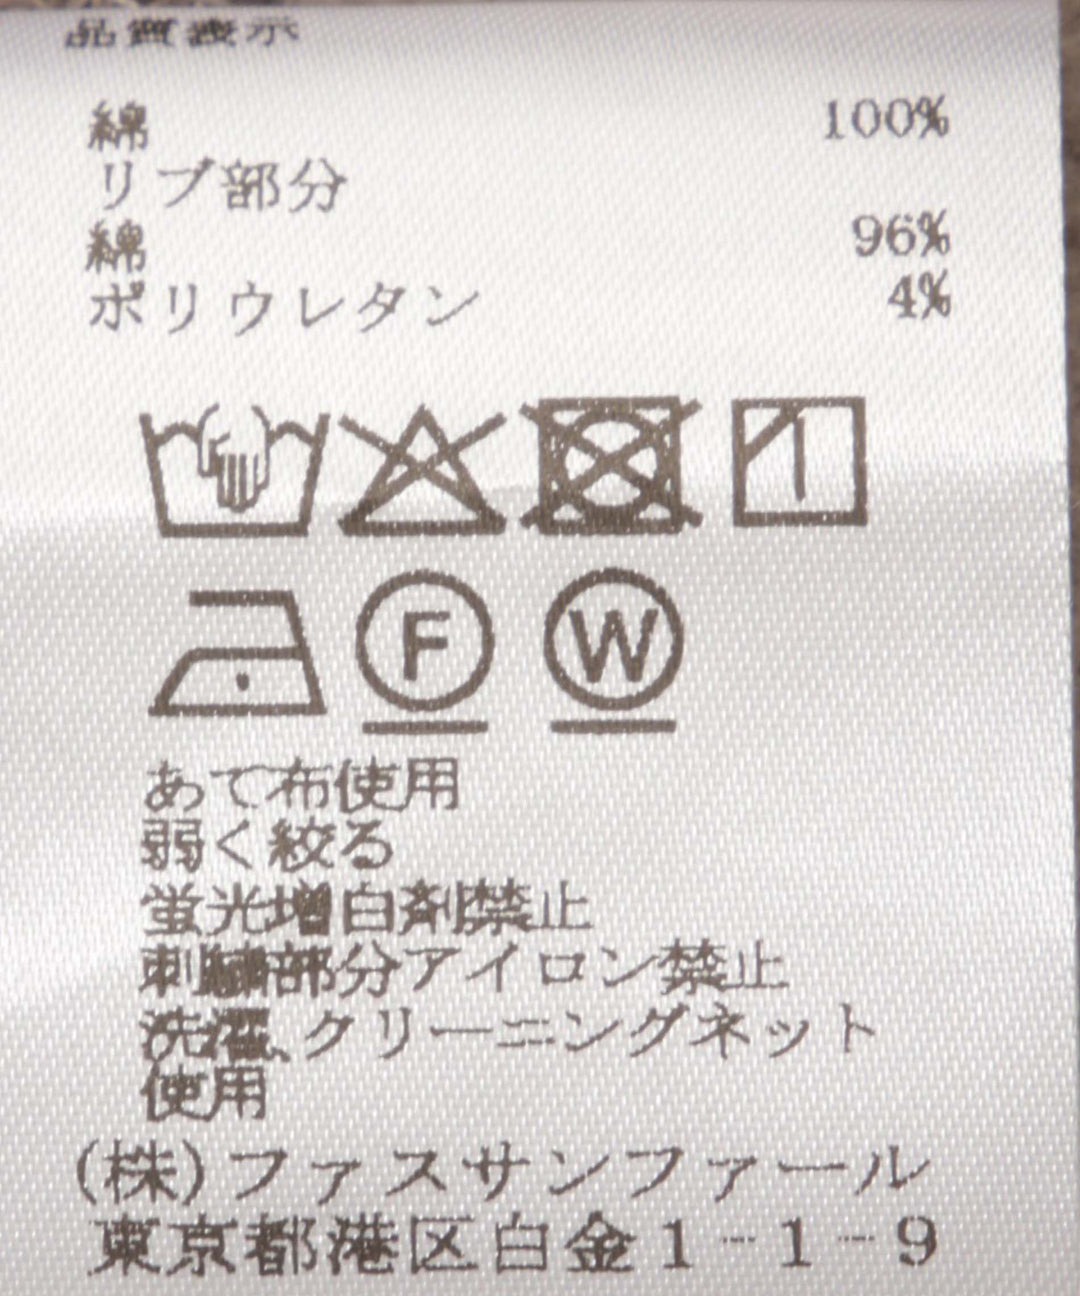 品質表示
綿 100%
リブ部分
綿 96%
ポリウレタン 4%
F W
あて布使用
弱く絞る
蛍光増白剤禁止
刺繍部分アイロン禁止
洗濯、クリーニングネット
使用
(株)ファスサンファール
東京都港区白金1-1-9